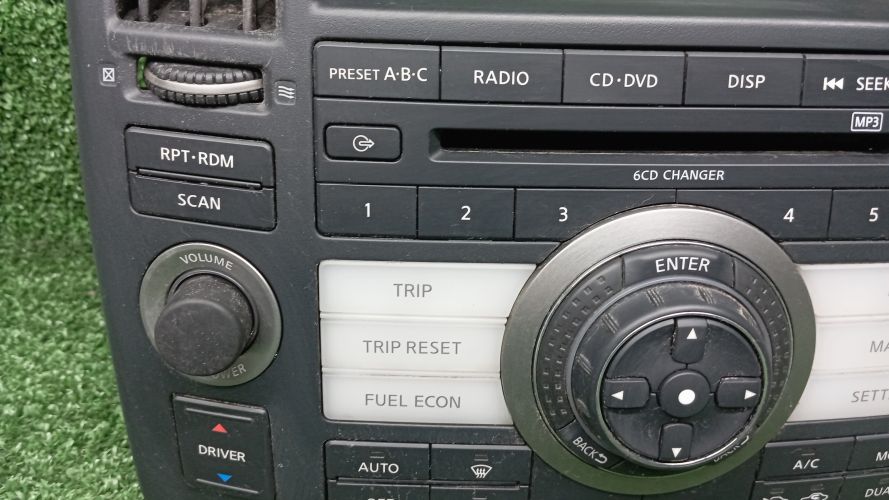 PRESET A·B·C RADIO CD·DVD DISP SEEK
MP3
RPT·RDM
6CD CHANGER
SCAN
1 2 3 4 5
VOLUME
ENTER
TRIP
TRIP RESET
FUEL ECON
BACK
DRIVER
AUTO
A/C